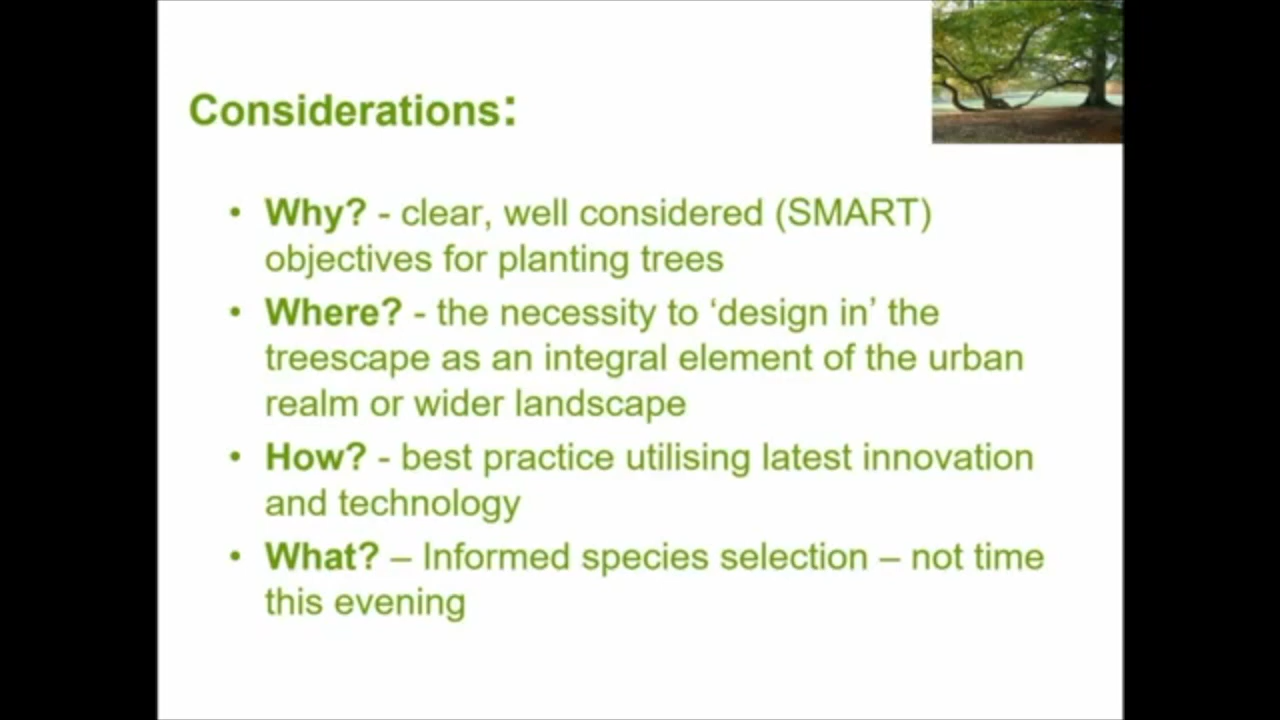 Considerations:
• Why? - clear, well considered (SMART)
objectives for planting trees
• Where? - the necessity to ‘design in’ the
treescape as an integral element of the urban
realm or wider landscape
• How? - best practice utilising latest innovation
and technology
• What? – Informed species selection – not time
this evening